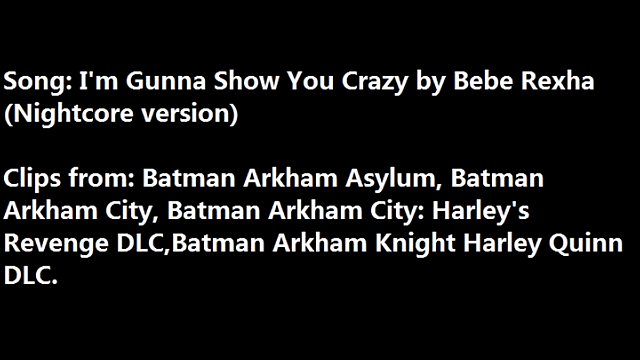 Song: I'm Gunna Show You Crazy by Bebe Rexha
(Nightcore version)
Clips from: Batman Arkham Asylum, Batman
Arkham City, Batman Arkham City: Harley's
Revenge DLC,Batman Arkham Knight Harley Quinn
DLC.